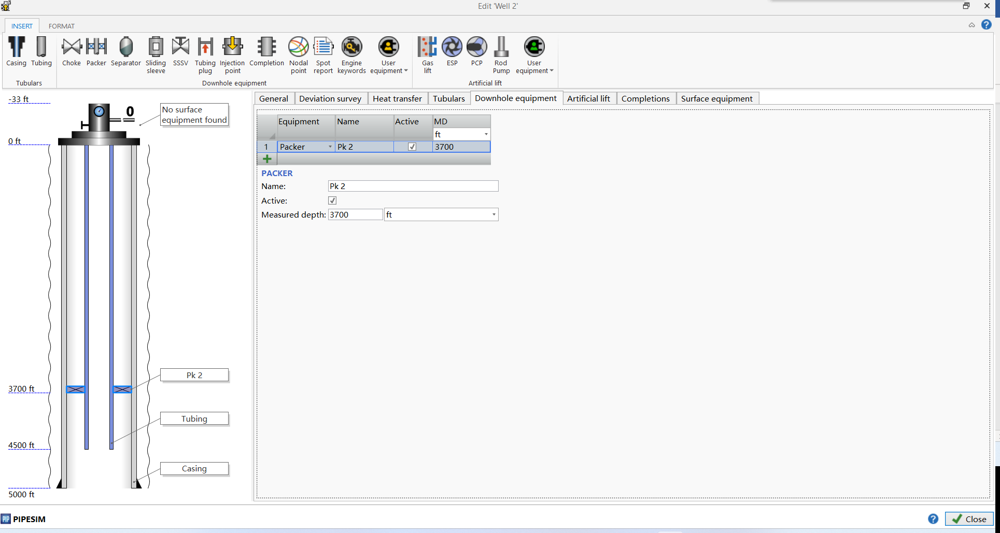 Edit 'Well 2'
INSERT FORMAT
Casing Tubing Choke Packer Separator Sliding sleeve SSSV Tubing plug Injection point Completion Nodal point Spot report Engine keywords User equipment Gas lift ESP PCP Rod Pump User equipment
Tubulars Downhole equipment Artificial lift
General Deviation survey Heat transfer Tubulars Downhole equipment Artificial lift Completions Surface equipment
-33 ft
0
No surface
equipment found
0 ft
Pk 2
3700 ft
Tubing
4500 ft
Casing
5000 ft
Equipment Name Active MD
ft
1 Packer Pk 2 3700
PACKER
Name: Pk 2
Active:
Measured depth: 3700 ft
PIP PIPESIM
? Close